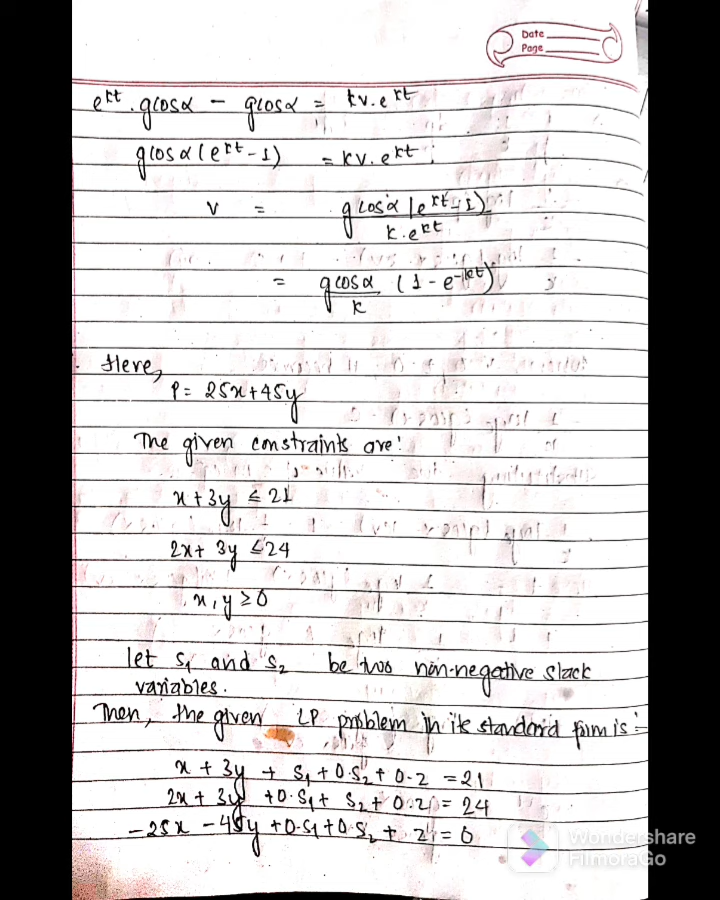 Date
Page
e^{kt}. gcosα - gcosα = kv.e^{kt}
gcosα(e^{kt}-1) = kv.e^{kt}
v = gcosα(e^{kt}-1)
k.e^{kt}
= gcosα (1-e^{-kt})
k
Here,
P = 25x+45y
The given constraints are:
x+3y ≤ 21
2x+ 3y ≤ 24
x, y ≥ 0
let s₁ and s₂ be two non-negative slack
variables.
Then, the given LP problem in its standard form is:-
x + 3y + s₁ + 0.s₂ + 0.z = 21
2x + 3y + 0.s₁ + s₂ + 0.z = 24
-25x - 45y + 0.s₁ + 0.s₂ + z = 0
Wondershare
FilmoraGo